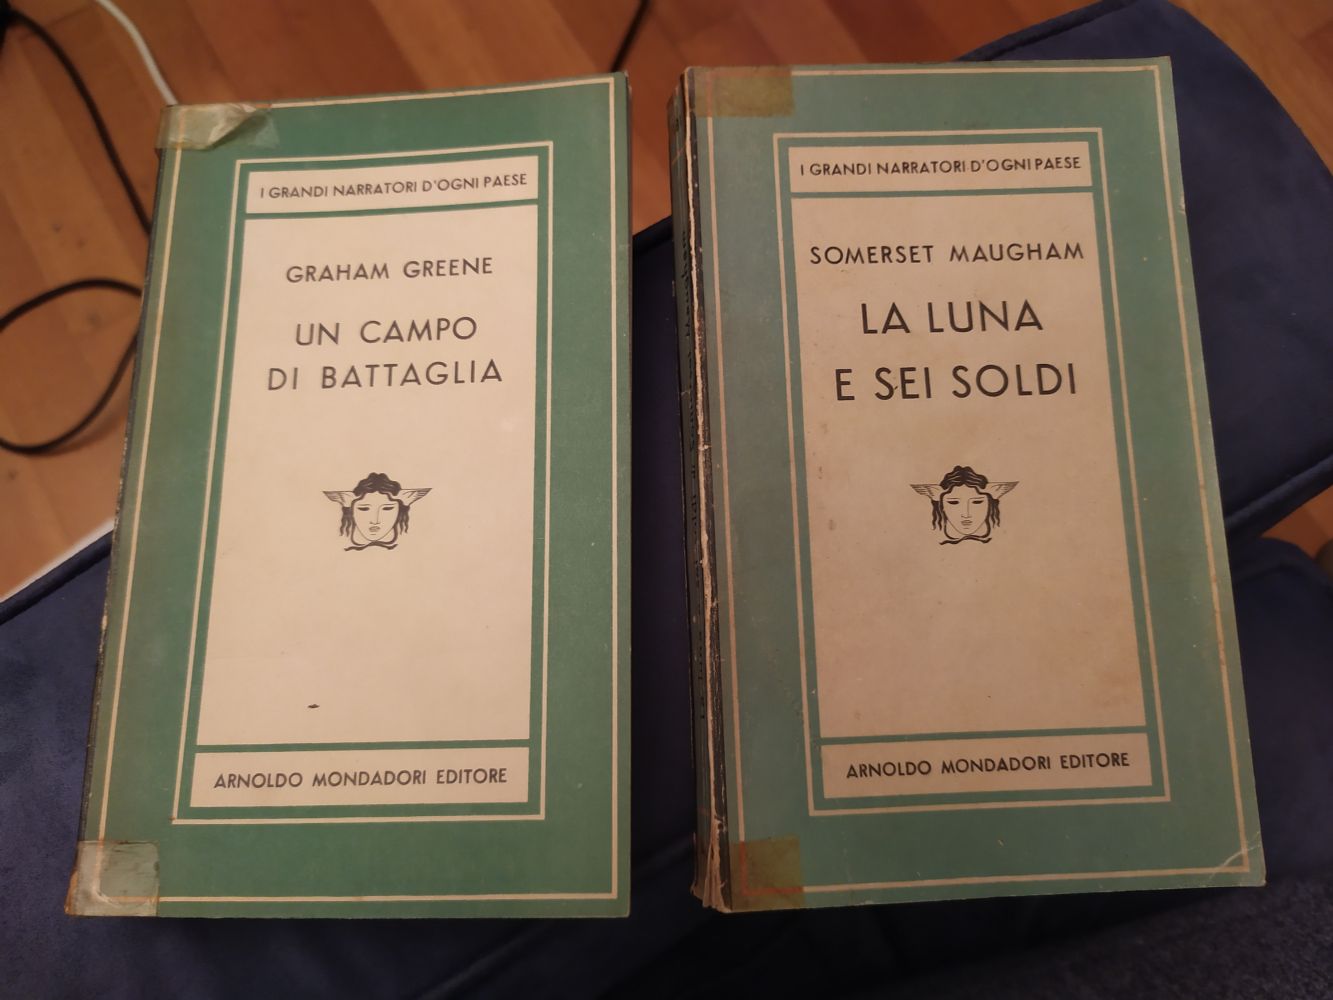 I GRANDI NARRATORI D'OGNI PAESE
GRAHAM GREENE
UN CAMPO
DI BATTAGLIA
ARNOLDO MONDADORI EDITORE
I GRANDI NARRATORI D'OGNI PAESE
SOMERSET MAUGHAM
LA LUNA
E SEI SOLDI
ARNOLDO MONDADORI EDITORE